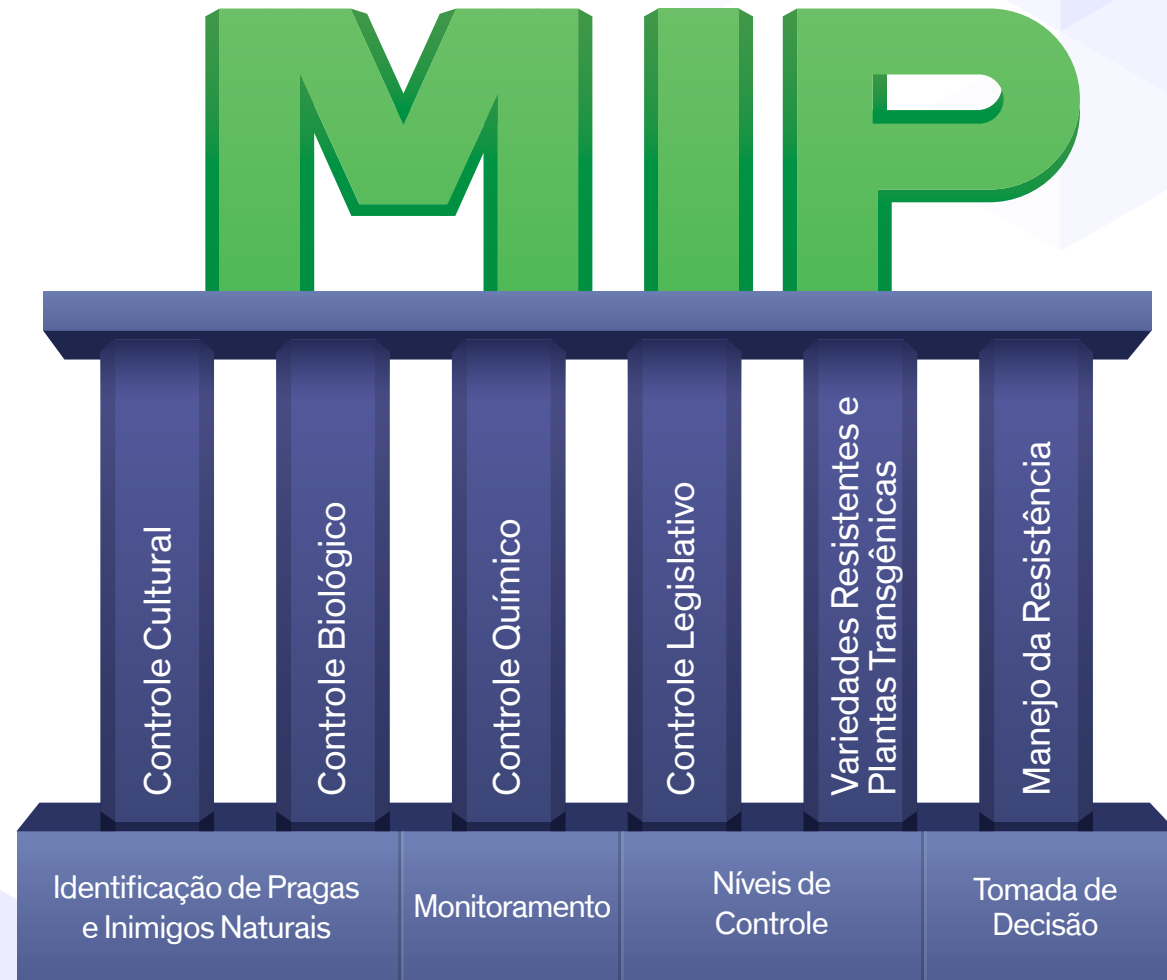 MIP
Controle Cultural
Controle Biológico
Controle Químico
Controle Legislativo
Variedades Resistentes e
Plantas Transgênicas
Manejo da Resistência
Identificação de Pragas
e Inimigos Naturais
Monitoramento
Níveis de
Controle
Tomada de
Decisão